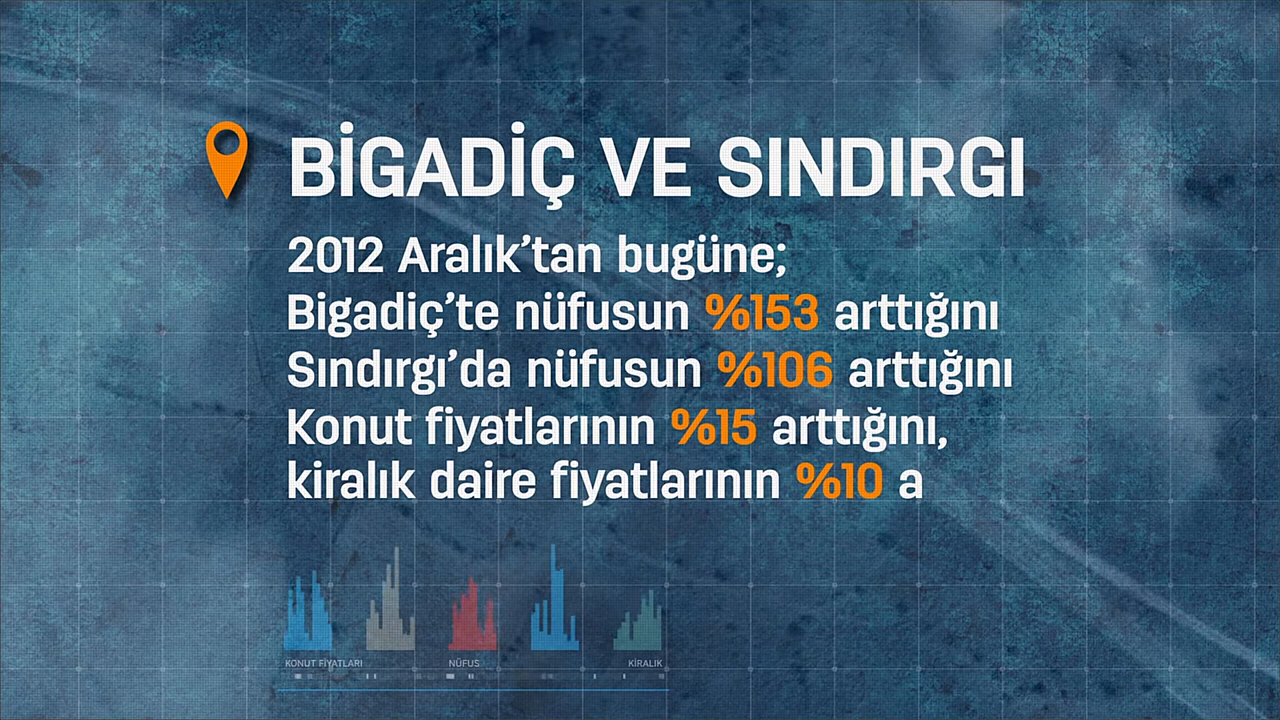 BİGADİÇ VE SINDIRGI
2012 Aralık’tan bugüne;
Bigadiç’te nüfusun %153 arttığını
Sındırgı’da nüfusun %106 arttığını
Konut fiyatlarının %15 arttığını,
kiralık daire fiyatlarının %10 a
KONUT FİYATLARI NÜFUS KİRALIK